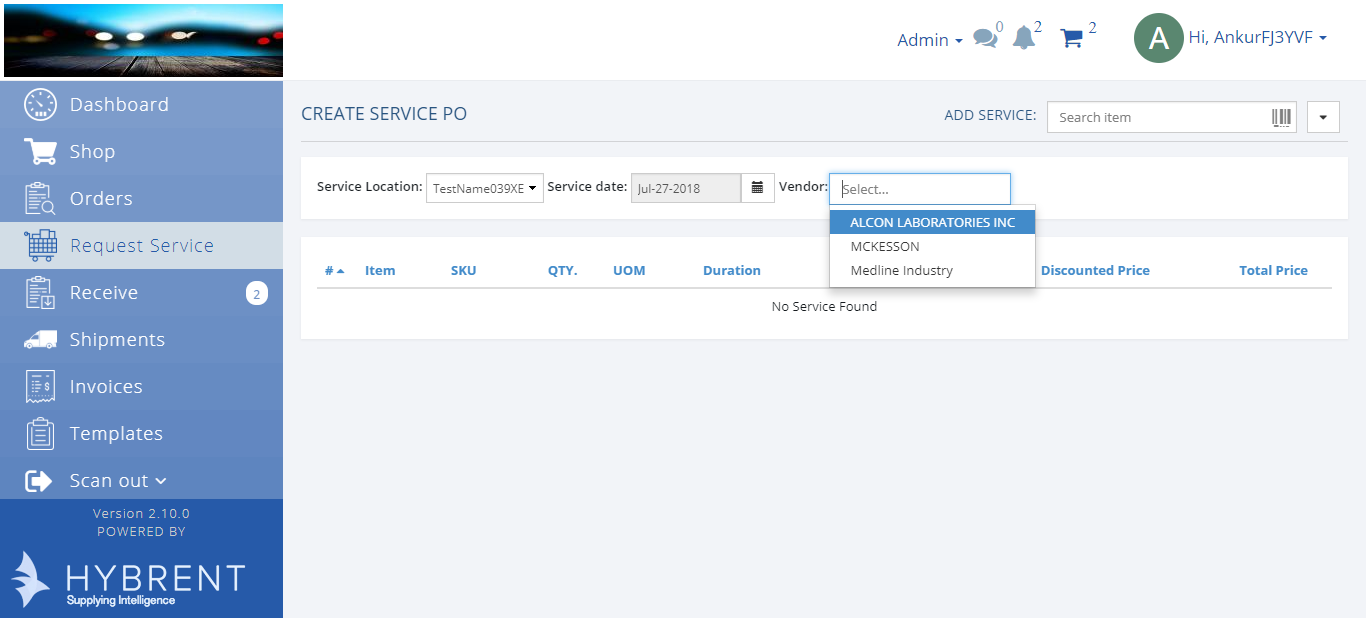 Admin 0 2 2 A Hi, AnkurFJ3YVF
Dashboard
Shop
Orders
Request Service
Receive 2
Shipments
Invoices
Templates
Scan out
Version 2.10.0
POWERED BY
HYBRENT
Supplying Intelligence
CREATE SERVICE PO ADD SERVICE: Search item
Service Location: TestName039XE Service date: Jul-27-2018 Vendor: Select...
ALCON LABORATORIES INC
MCKESSON
Medline Industry
# Item SKU QTY. UOM Duration Discounted Price Total Price
No Service Found